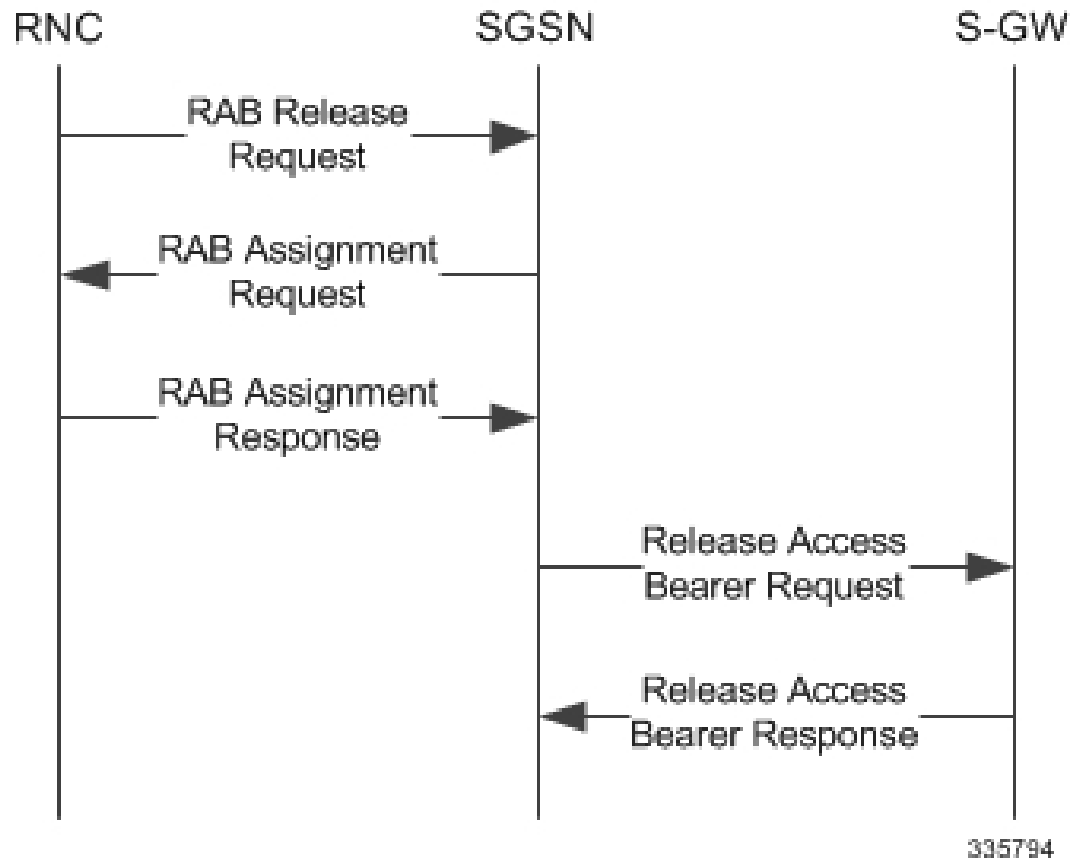 RNC SGSN S-GW
RAB Release
Request
RAB Assignment
Request
RAB Assignment
Response
Release Access
Bearer Request
Release Access
Bearer Response
335794